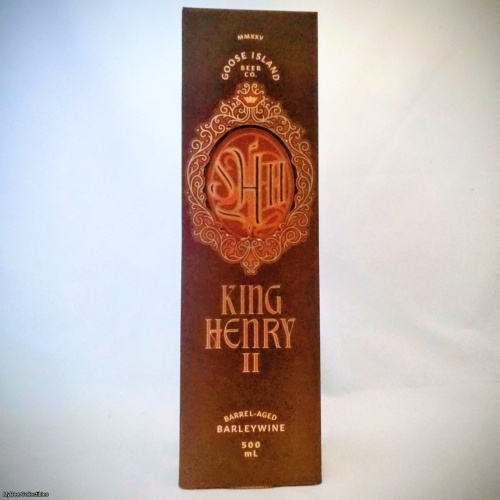 MMXXV
GOOSE ISLAND
BEER
CO.
KING
HENRY
II
BARREL-AGED
BARLEYWINE
500
mL